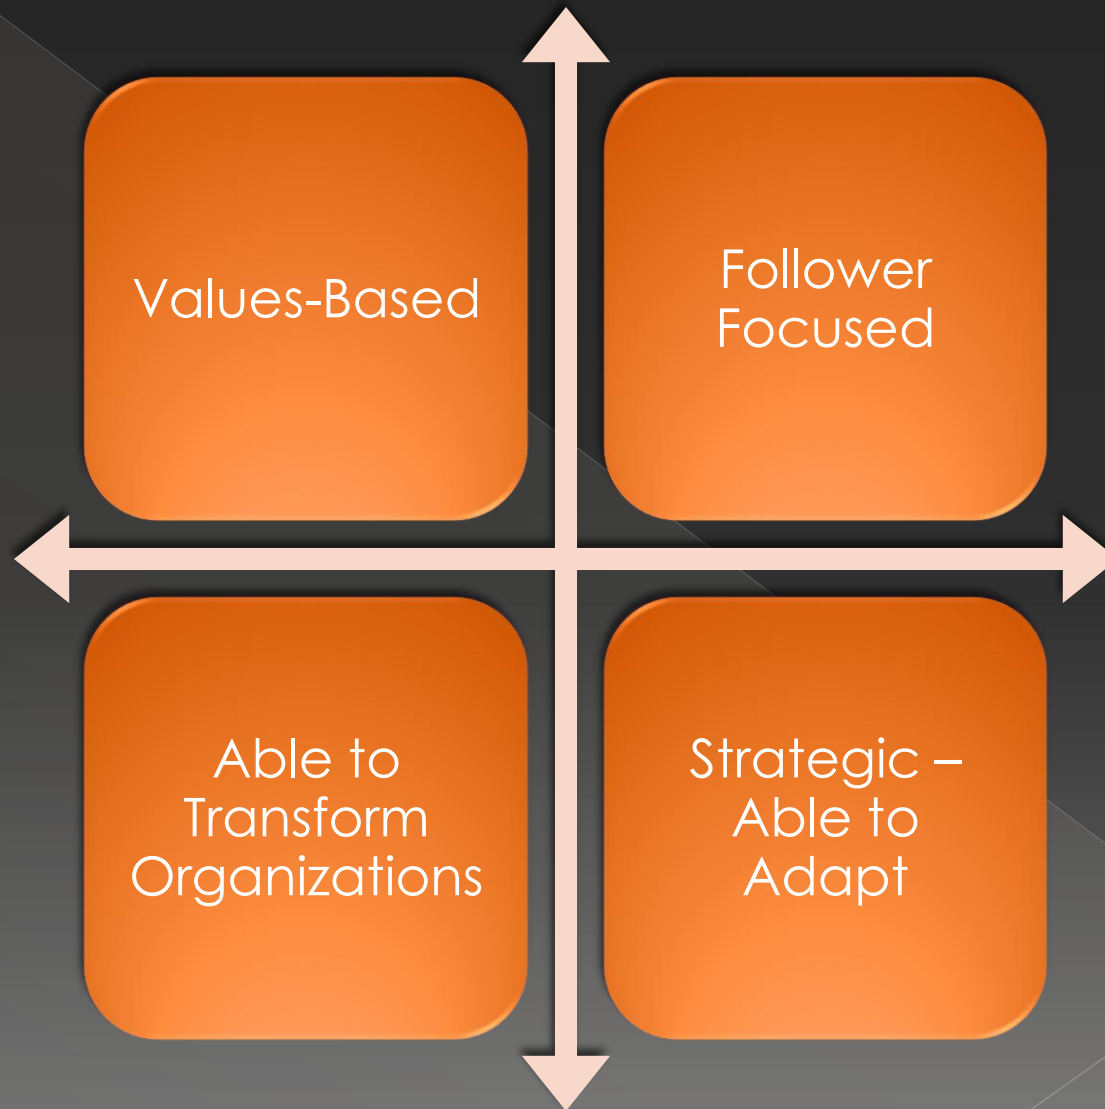 Values-Based
Follower
Focused
Able to
Transform
Organizations
Strategic –
Able to
Adapt